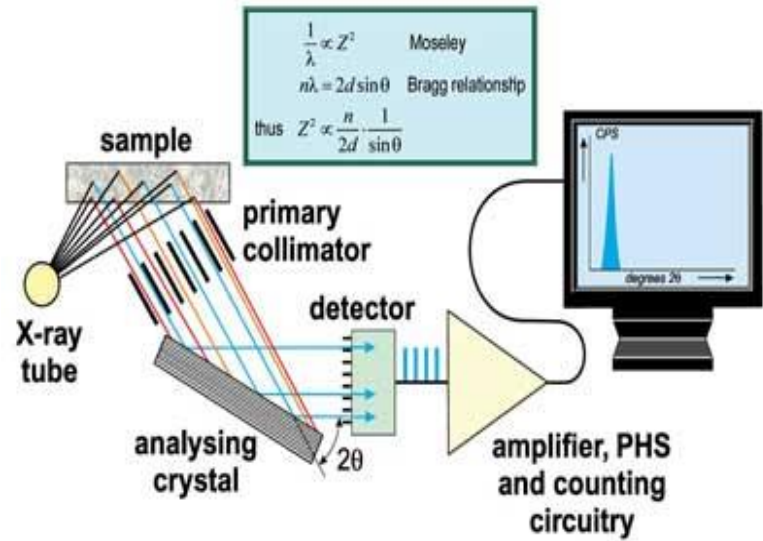 1/λ ∝ Z² Moseley
nλ = 2d sinθ Bragg relationship
thus Z² ∝ n/2d · 1/sinθ
sample
primary
collimator
X-ray
tube
detector
analysing
crystal
2θ
amplifier, PHS
and counting
circuitry
CPS
degrees 2θ